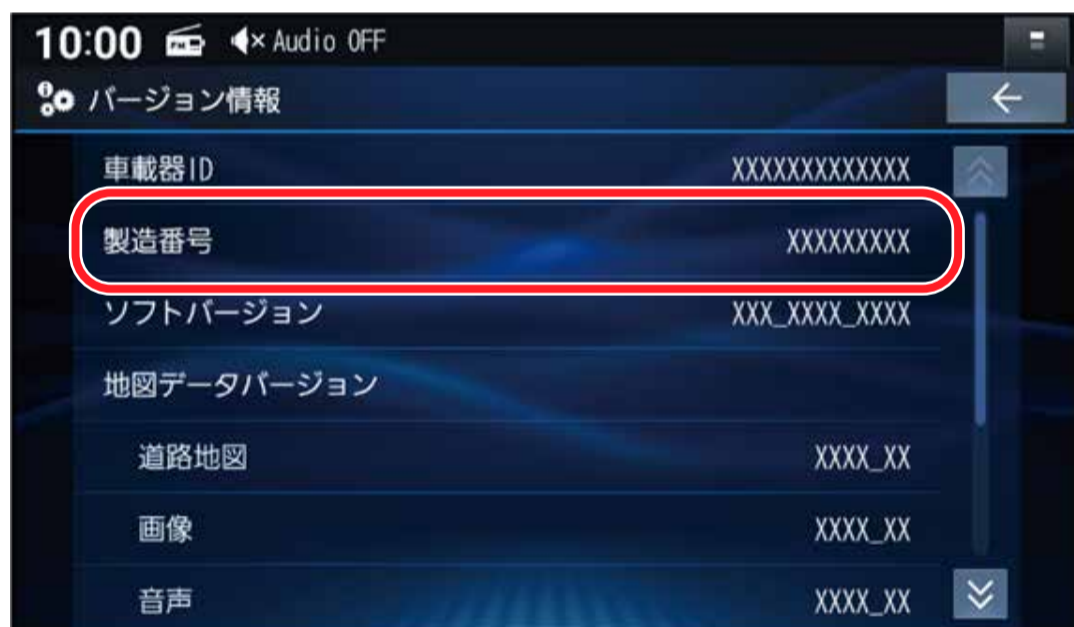 10:00 Audio OFF
バージョン情報
車載器ID XXXXXXXXXXXXX
製造番号 XXXXXXXXX
ソフトバージョン XXX_XXXX_XXXX
地図データバージョン
道路地図 XXXX_XX
画像 XXXX_XX
音声 XXXX_XX